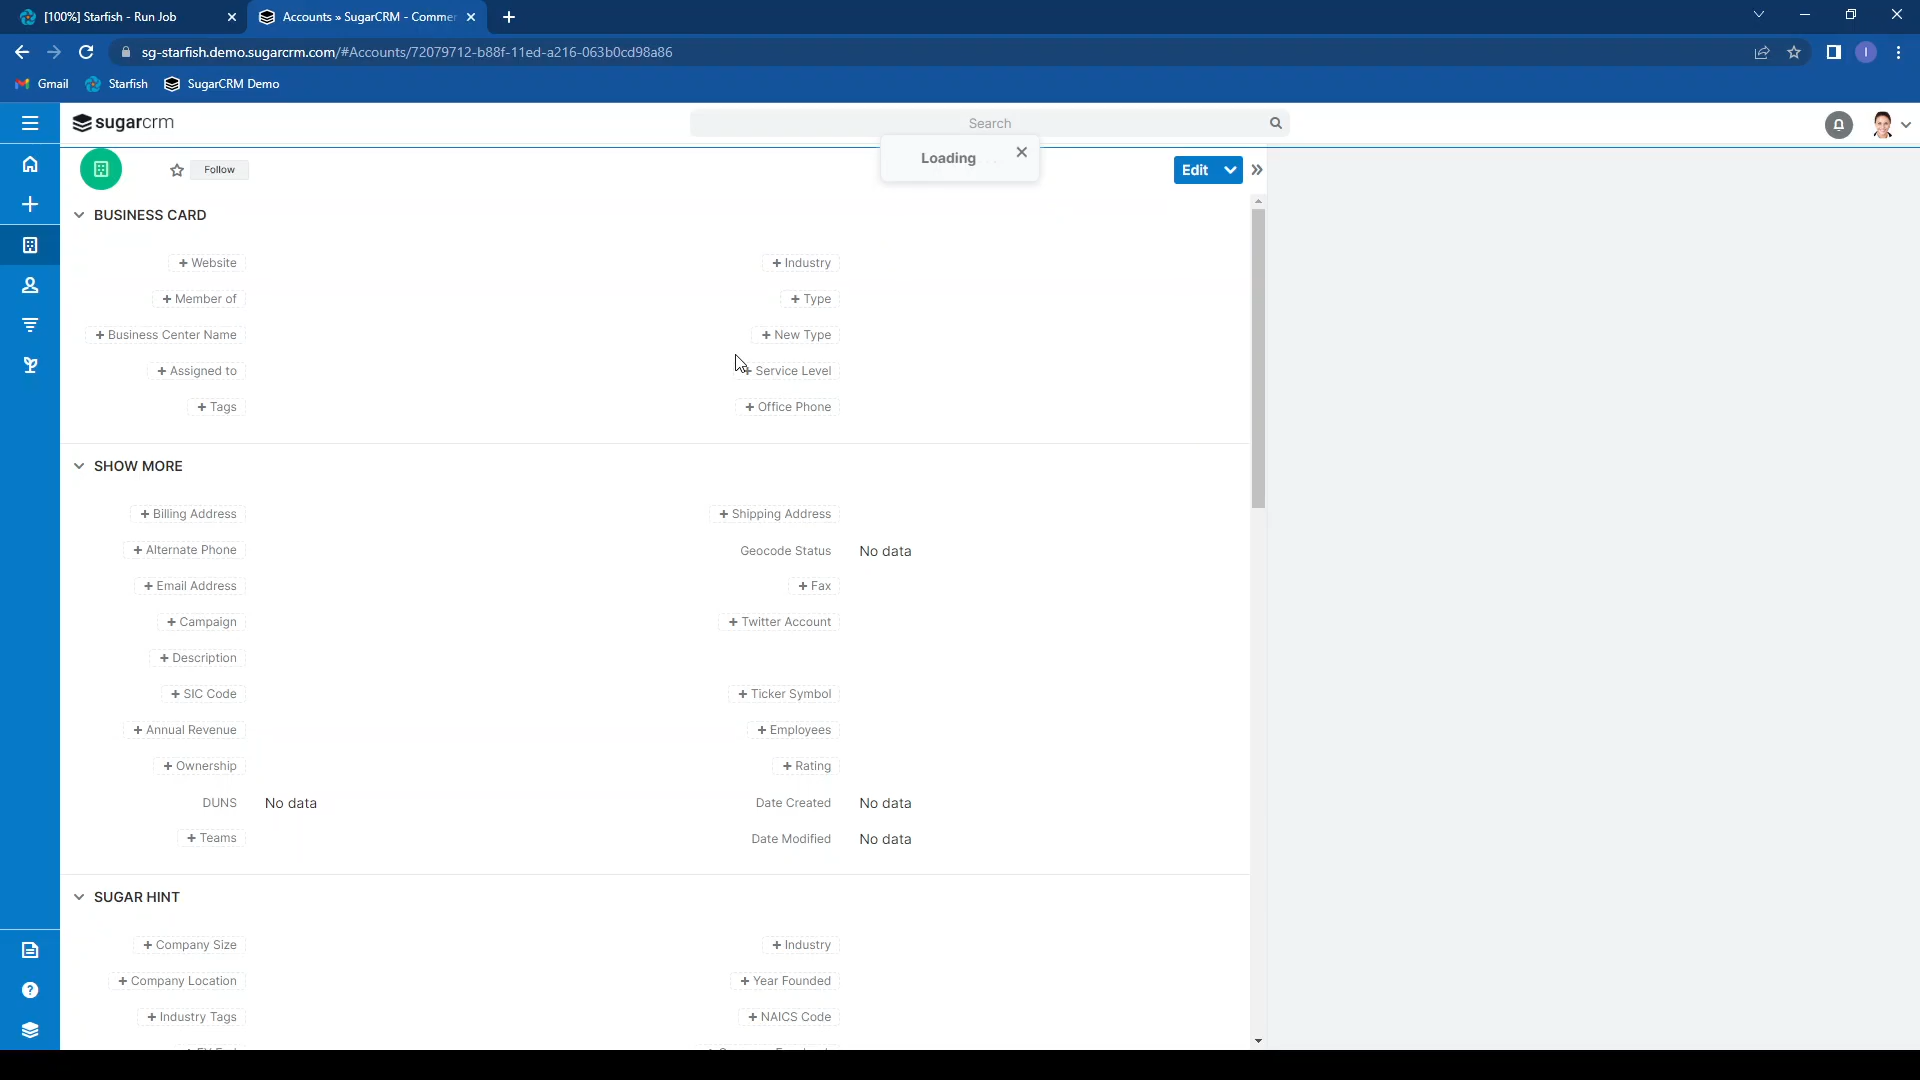 [100%] Starfish - Run Job
Accounts » SugarCRM - Commer
sg-starfish.demo.sugarcrm.com/#Accounts/72079712-b88f-11ed-a216-063b0cd98a86
I
Gmail
Starfish
SugarCRM Demo
sugarcrm
Search
Loading
Follow
Edit
BUSINESS CARD
+ Website
+ Industry
+ Member of
+ Type
+ Business Center Name
+ New Type
+ Assigned to
+ Service Level
+ Tags
+ Office Phone
SHOW MORE
+ Billing Address
+ Shipping Address
+ Alternate Phone
Geocode Status No data
+ Email Address
+ Fax
+ Campaign
+ Twitter Account
+ Description
+ SIC Code
+ Ticker Symbol
+ Annual Revenue
+ Employees
+ Ownership
+ Rating
DUNS No data
Date Created No data
+ Teams
Date Modified No data
SUGAR HINT
+ Company Size
+ Industry
+ Company Location
+ Year Founded
+ Industry Tags
+ NAICS Code